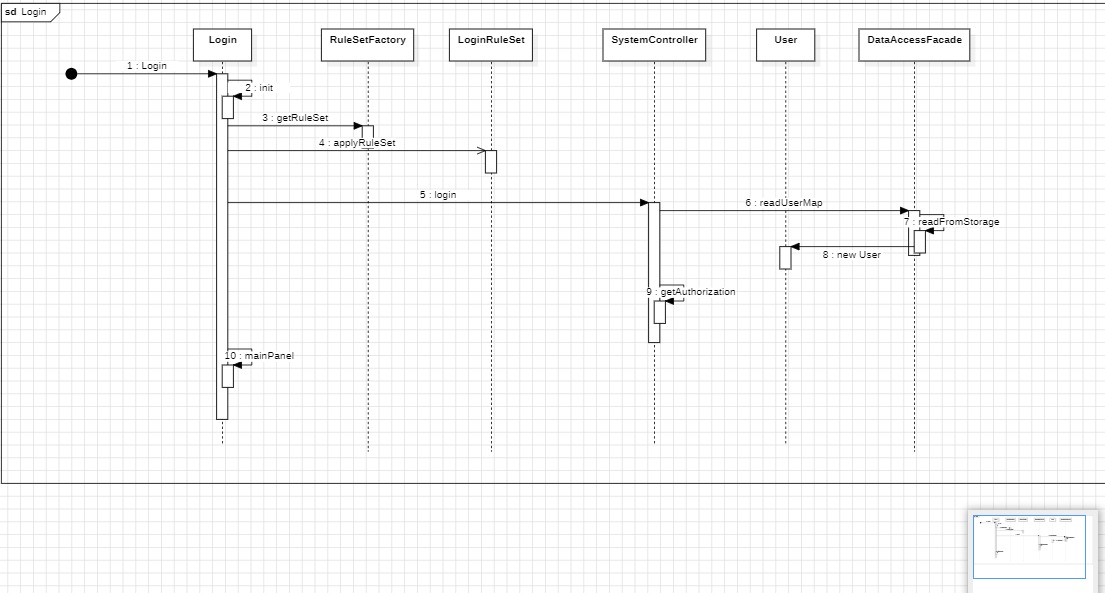 sd Login
Login
RuleSetFactory
LoginRuleSet
SystemController
User
DataAccessFacade
1 : Login
2 : init
3 : getRuleSet
4 : applyRuleSet
5 : login
6 : readUserMap
7 : readFromStorage
8 : new User
9 : getAuthorization
10 : mainPanel